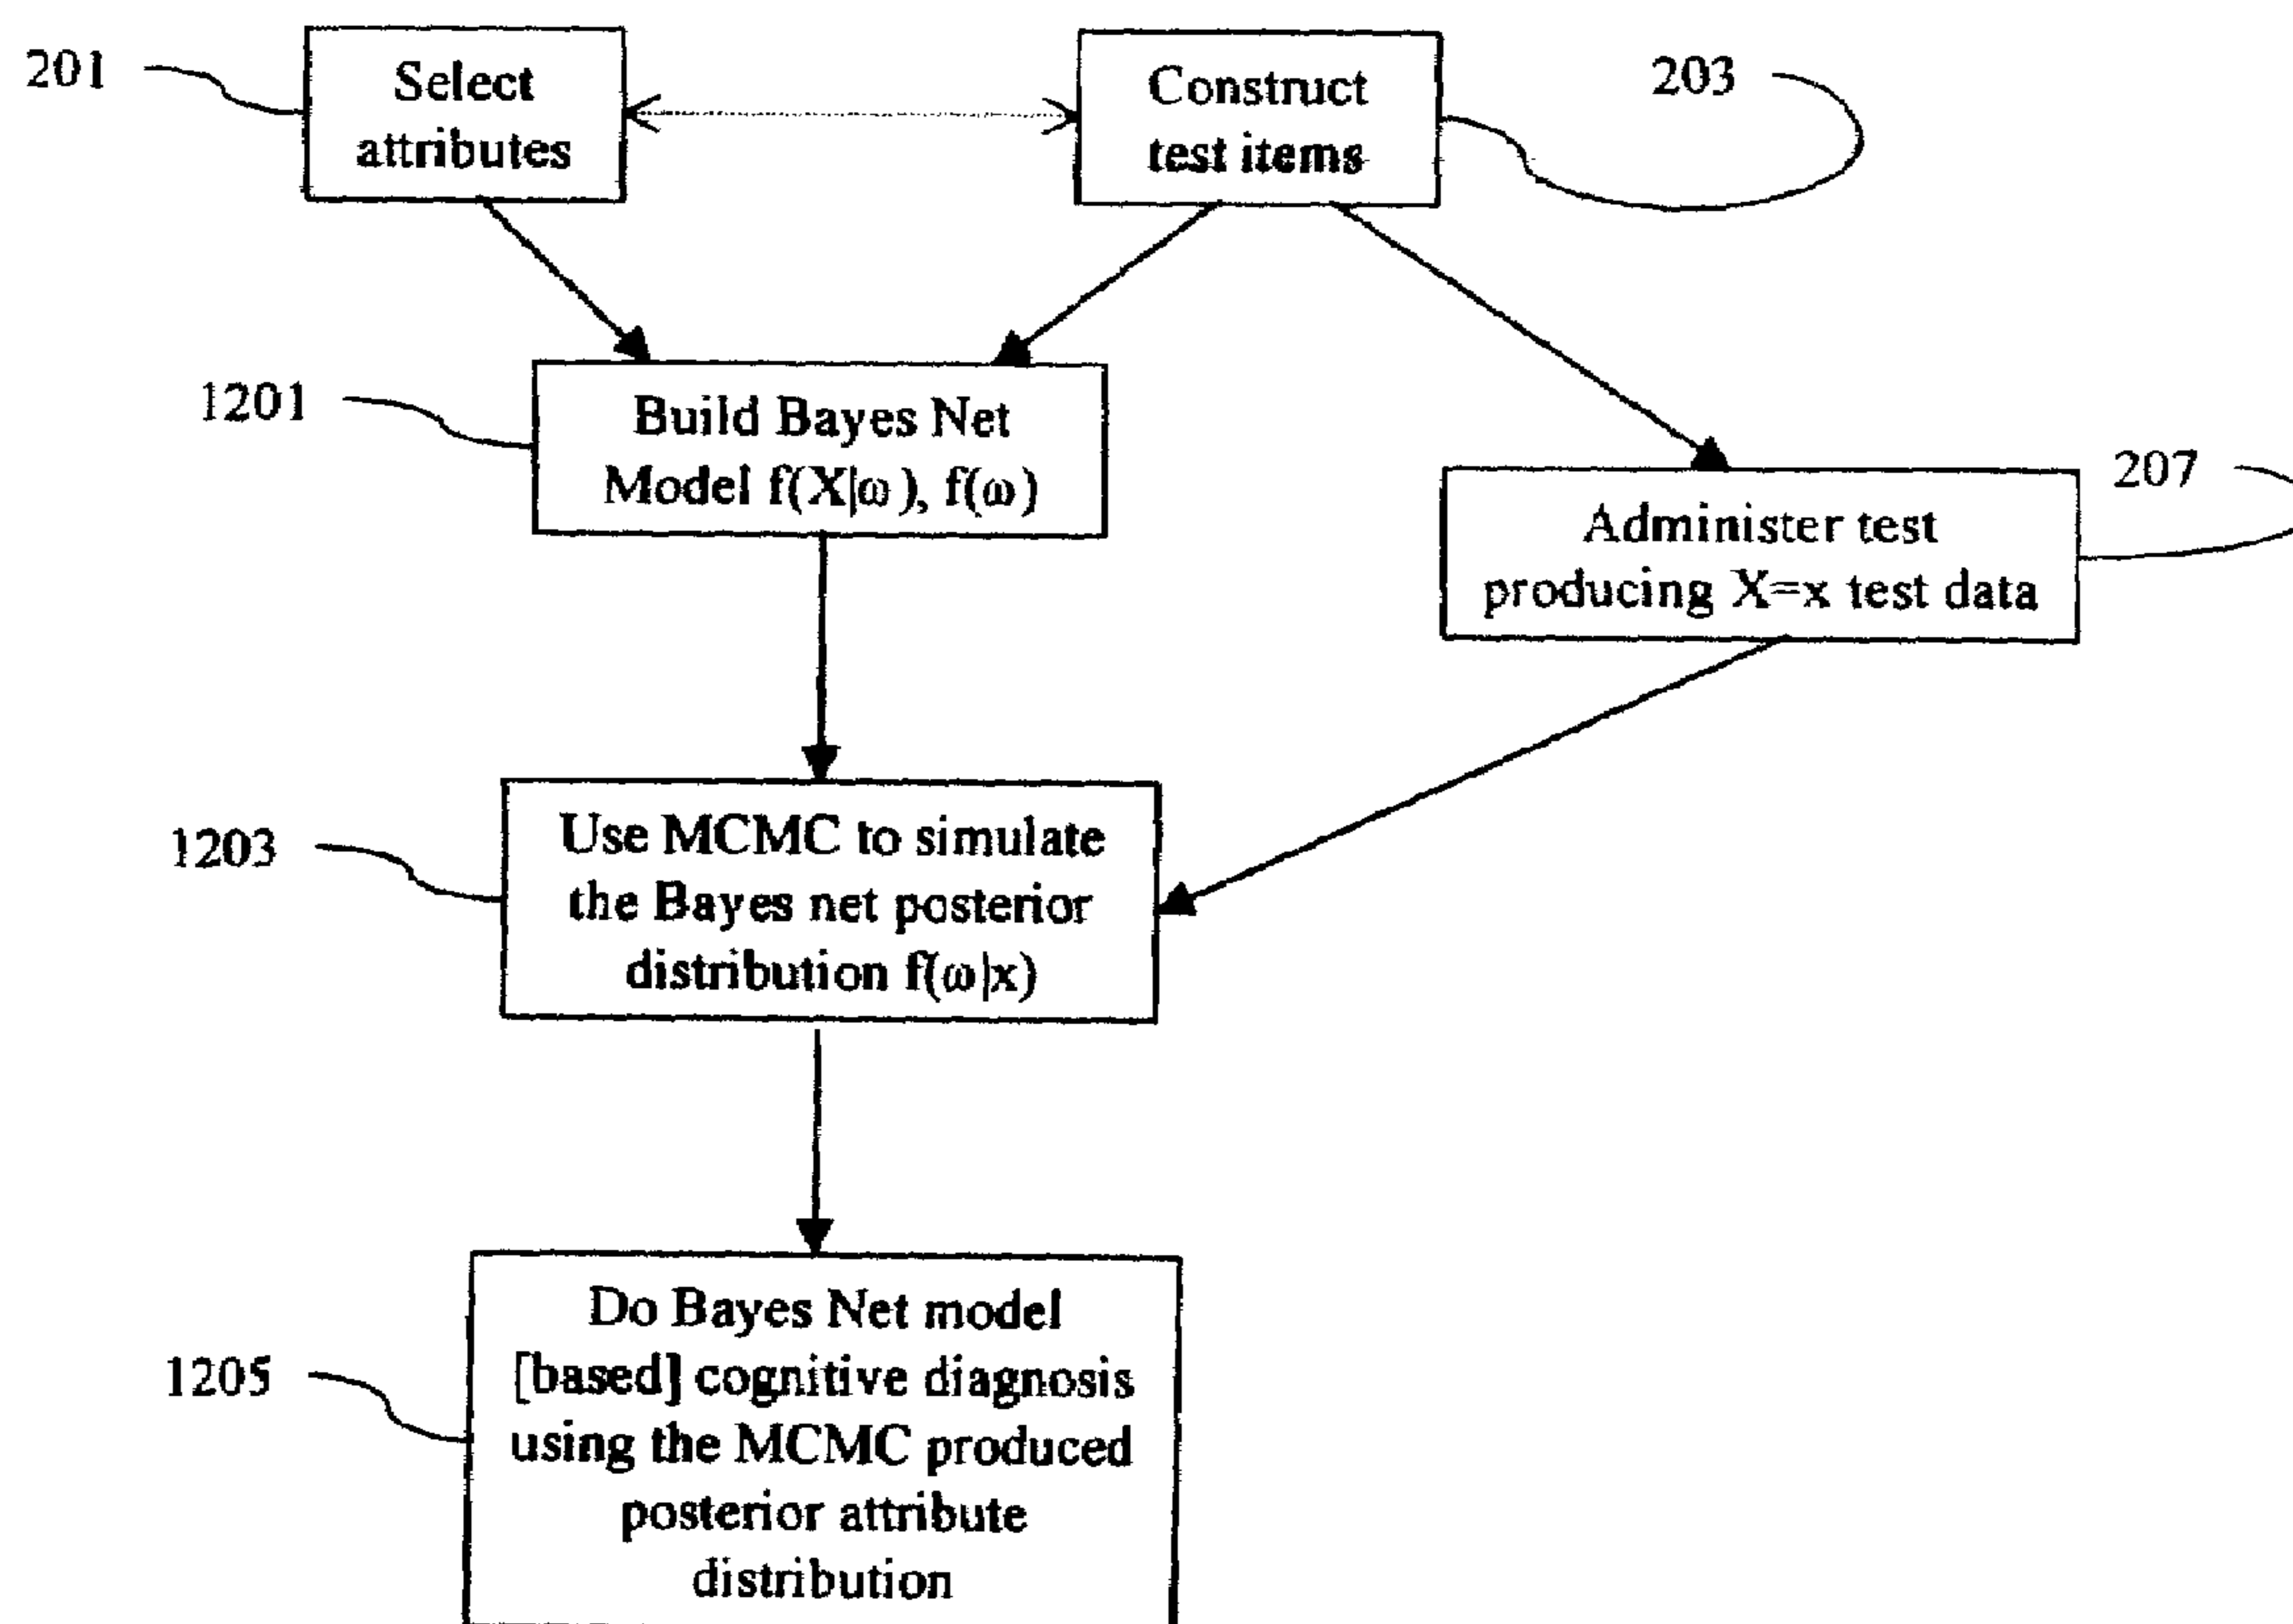 201
Select
attributes
Construct
test items
203
1201
Build Bayes Net
Model f(X|ω), f(ω)
207
Administer test
producing X=x test data
1203
Use MCMC to simulate
the Bayes net posterior
distribution f(ω|x)
1205
Do Bayes Net model
[based] cognitive diagnosis
using the MCMC produced
posterior attribute
distribution